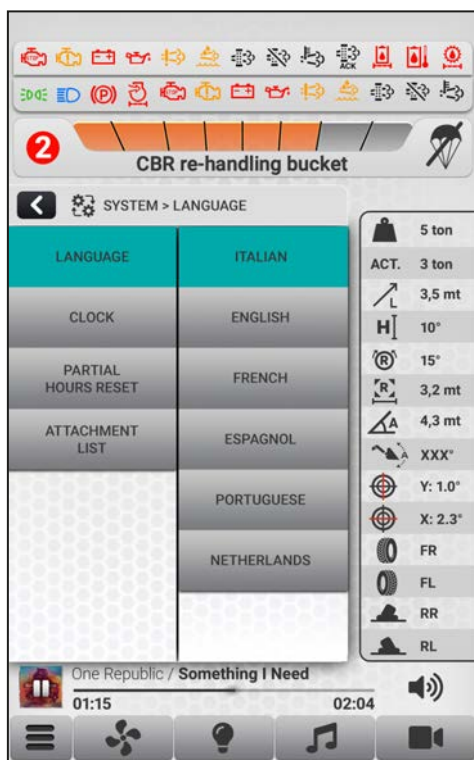 STOP
ACK
2
CBR re-handling bucket
SYSTEM > LANGUAGE
LANGUAGE
ITALIAN
CLOCK
ENGLISH
PARTIAL
HOURS RESET
FRENCH
ATTACHMENT
LIST
ESPAGNOL
PORTUGUESE
NETHERLANDS
5 ton
ACT. 3 ton
L 3,5 mt
H 10°
R 15°
R 3,2 mt
A 4,3 mt
A XXX°
Y: 1.0°
X: 2.3°
FR
FL
RR
RL
One Republic / Something I Need
01:15 02:04